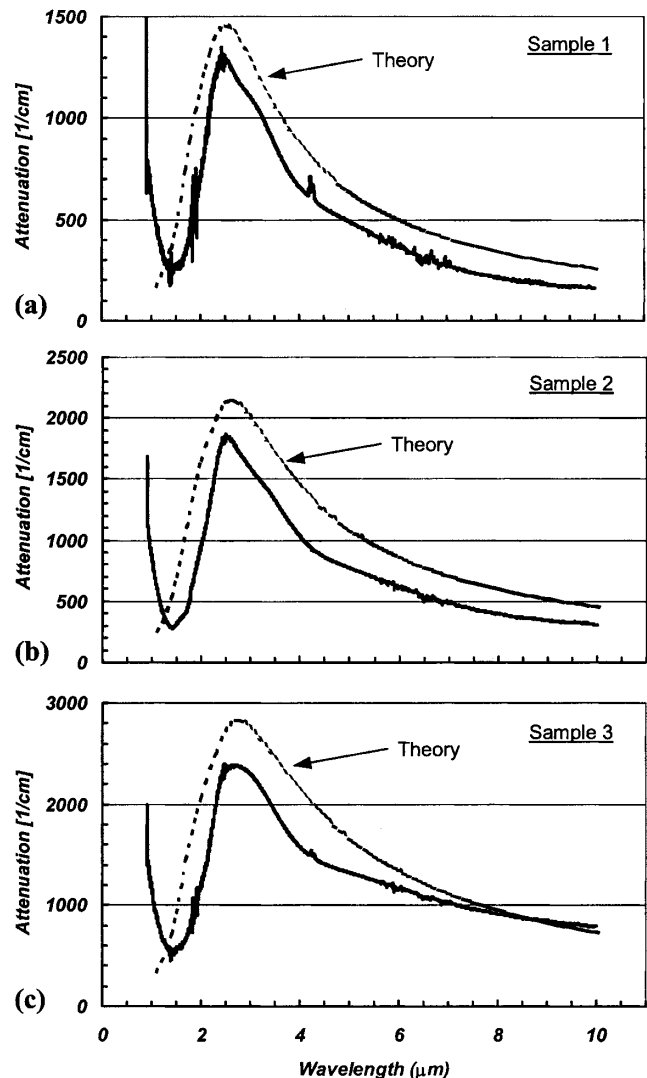 1500
1000
500
0
Attenuation [1/cm]
Sample 1
Theory
(a)
2500
2000
1500
1000
500
0
Attenuation [1/cm]
Sample 2
Theory
(b)
3000
2000
1000
0
Attenuation [1/cm]
Sample 3
Theory
(c)
0 2 4 6 8 10
Wavelength (μm)